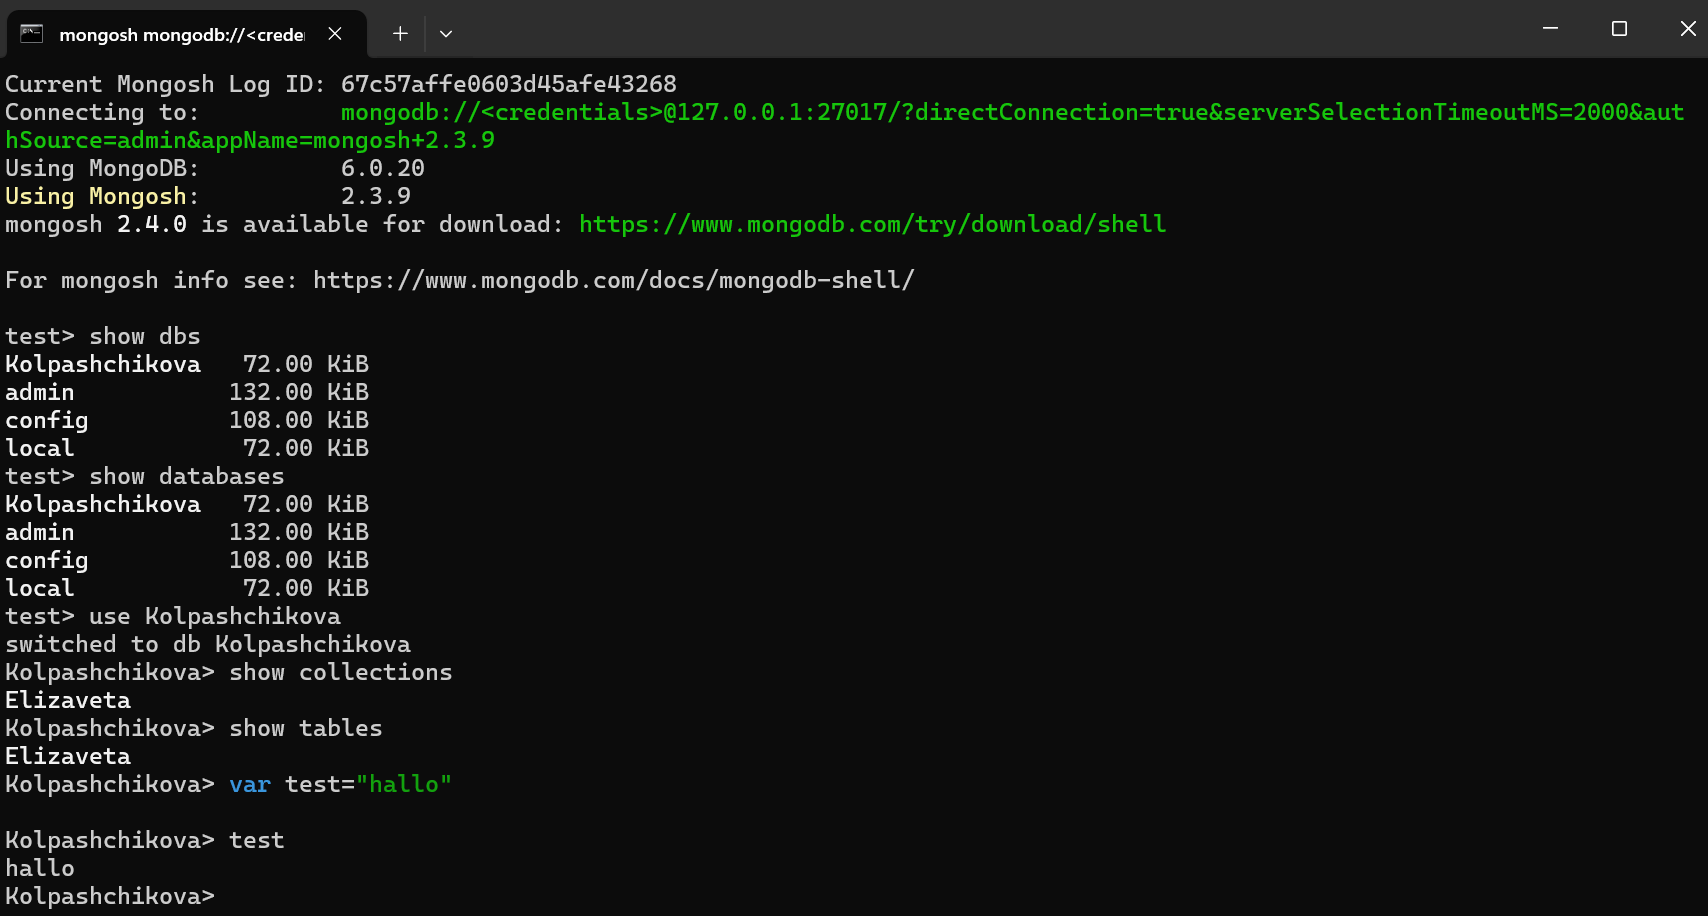 mongosh mongodb://<crede
Current Mongosh Log ID: 67c57affe0603d45afe43268
Connecting to:          mongodb://<credentials>@127.0.0.1:27017/?directConnection=true&serverSelectionTimeoutMS=2000&aut
hSource=admin&appName=mongosh+2.3.9
Using MongoDB:          6.0.20
Using Mongosh:          2.3.9
mongosh 2.4.0 is available for download: https://www.mongodb.com/try/download/shell
For mongosh info see: https://www.mongodb.com/docs/mongodb-shell/
test> show dbs
Kolpashchikova   72.00 KiB
admin           132.00 KiB
config          108.00 KiB
local            72.00 KiB
test> show databases
Kolpashchikova   72.00 KiB
admin           132.00 KiB
config          108.00 KiB
local            72.00 KiB
test> use Kolpashchikova
switched to db Kolpashchikova
Kolpashchikova> show collections
Elizaveta
Kolpashchikova> show tables
Elizaveta
Kolpashchikova> var test="hallo"
Kolpashchikova> test
hallo
Kolpashchikova>